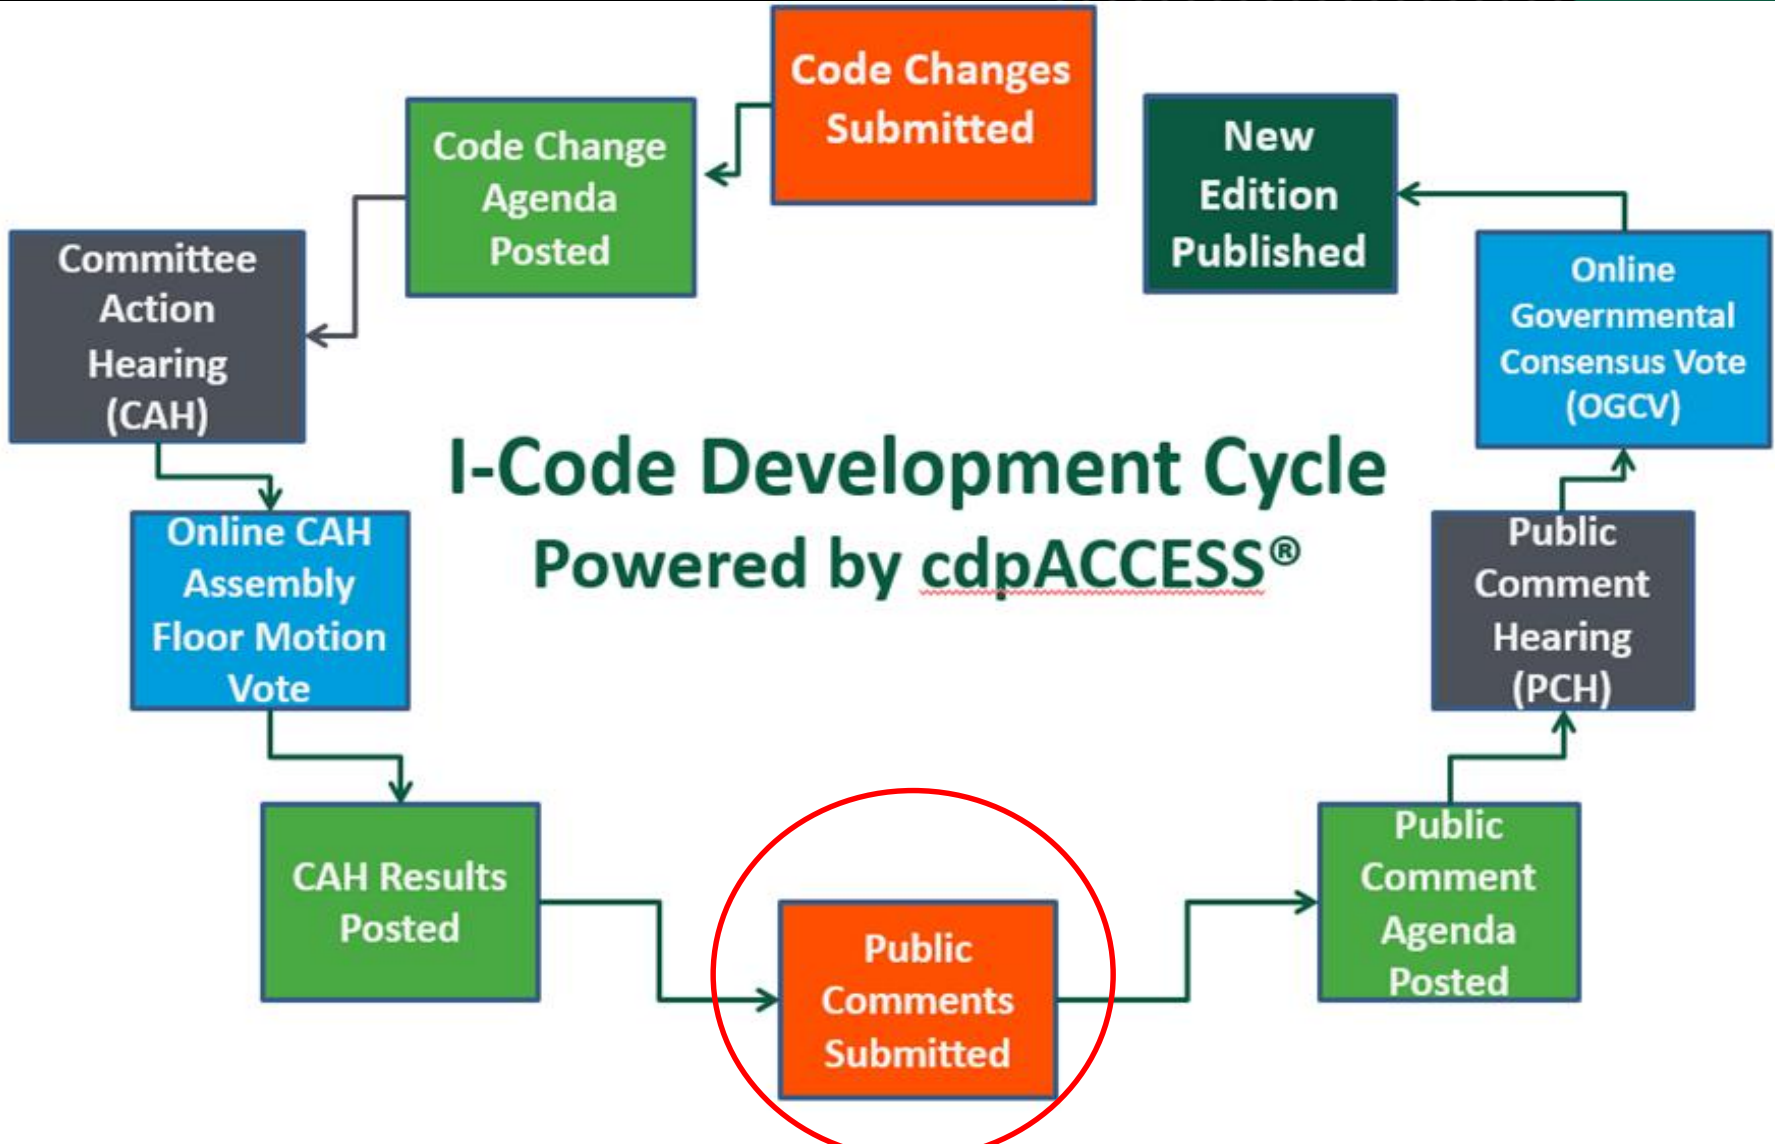 Code Changes
Submitted
Code Change
Agenda
Posted
Committee
Action
Hearing
(CAH)
Online CAH
Assembly
Floor Motion
Vote
CAH Results
Posted
Public
Comments
Submitted
Public
Comment
Agenda
Posted
Public
Comment
Hearing
(PCH)
Online
Governmental
Consensus Vote
(OGCV)
New
Edition
Published
I-Code Development Cycle
Powered by cdpACCESS®